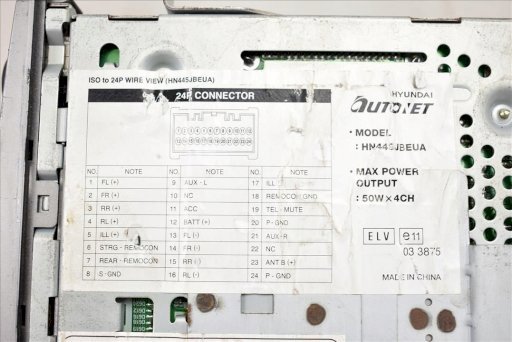 ISO to 24P WIRE VIEW (HN445JBEUA)
24P CONNECTOR
NO. NOTE NO. NOTE NO. NOTE
1 FL (+) 9 AUX - L 17 ILL
2 FR (+) 10 NC 18 REMOCON GND
3 RR (+) 11 ACC 19 TEL - MUTE
4 RL (+) 12 BATT (+) 20 P - GND
5 ILL (+) 13 FL (-) 21 AUX-R
6 STRG - REMOCON 14 FR (-) 22 NC
7 REAR - REMOCON 15 RR (-) 23 ANT B (+)
8 S - GND 16 RL (-) 24 P - GND
HYUNDAI
AUTONET
• MODEL
: HN445JBEUA
• MAX POWER
OUTPUT
: 50W × 4CH
ELV e11
03 3875
MADE IN CHINA